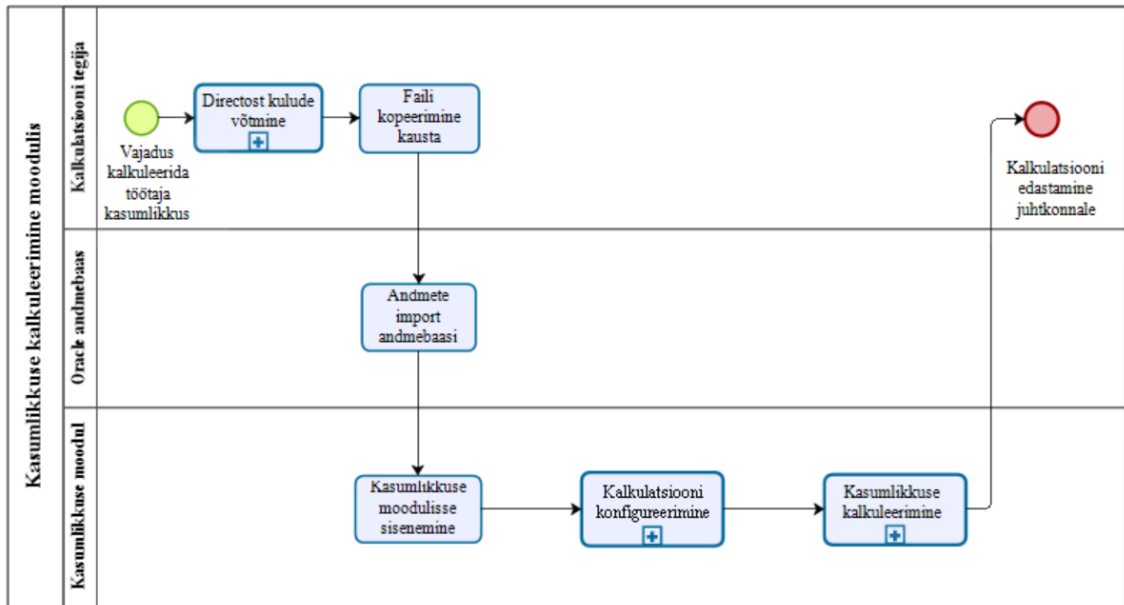 Kasumlikkuse kalkuleerimine moodulis
Kalkulatsiooni tegija
Vajadus
kalkuleerida
töötaja
kasumlikkus
Directost kulude
võtmine
Faili
kopeerimine
kausta
Kalkulatsiooni
edastamine
juhtkonnale
Oracle andmebaas
Andmete
import
andmebaasi
Kasumlikkuse moodul
Kasumlikkuse
moodulisse
sisenemine
Kalkulatsiooni
konfigureerimine
Kasumlikkuse
kalkuleerimine